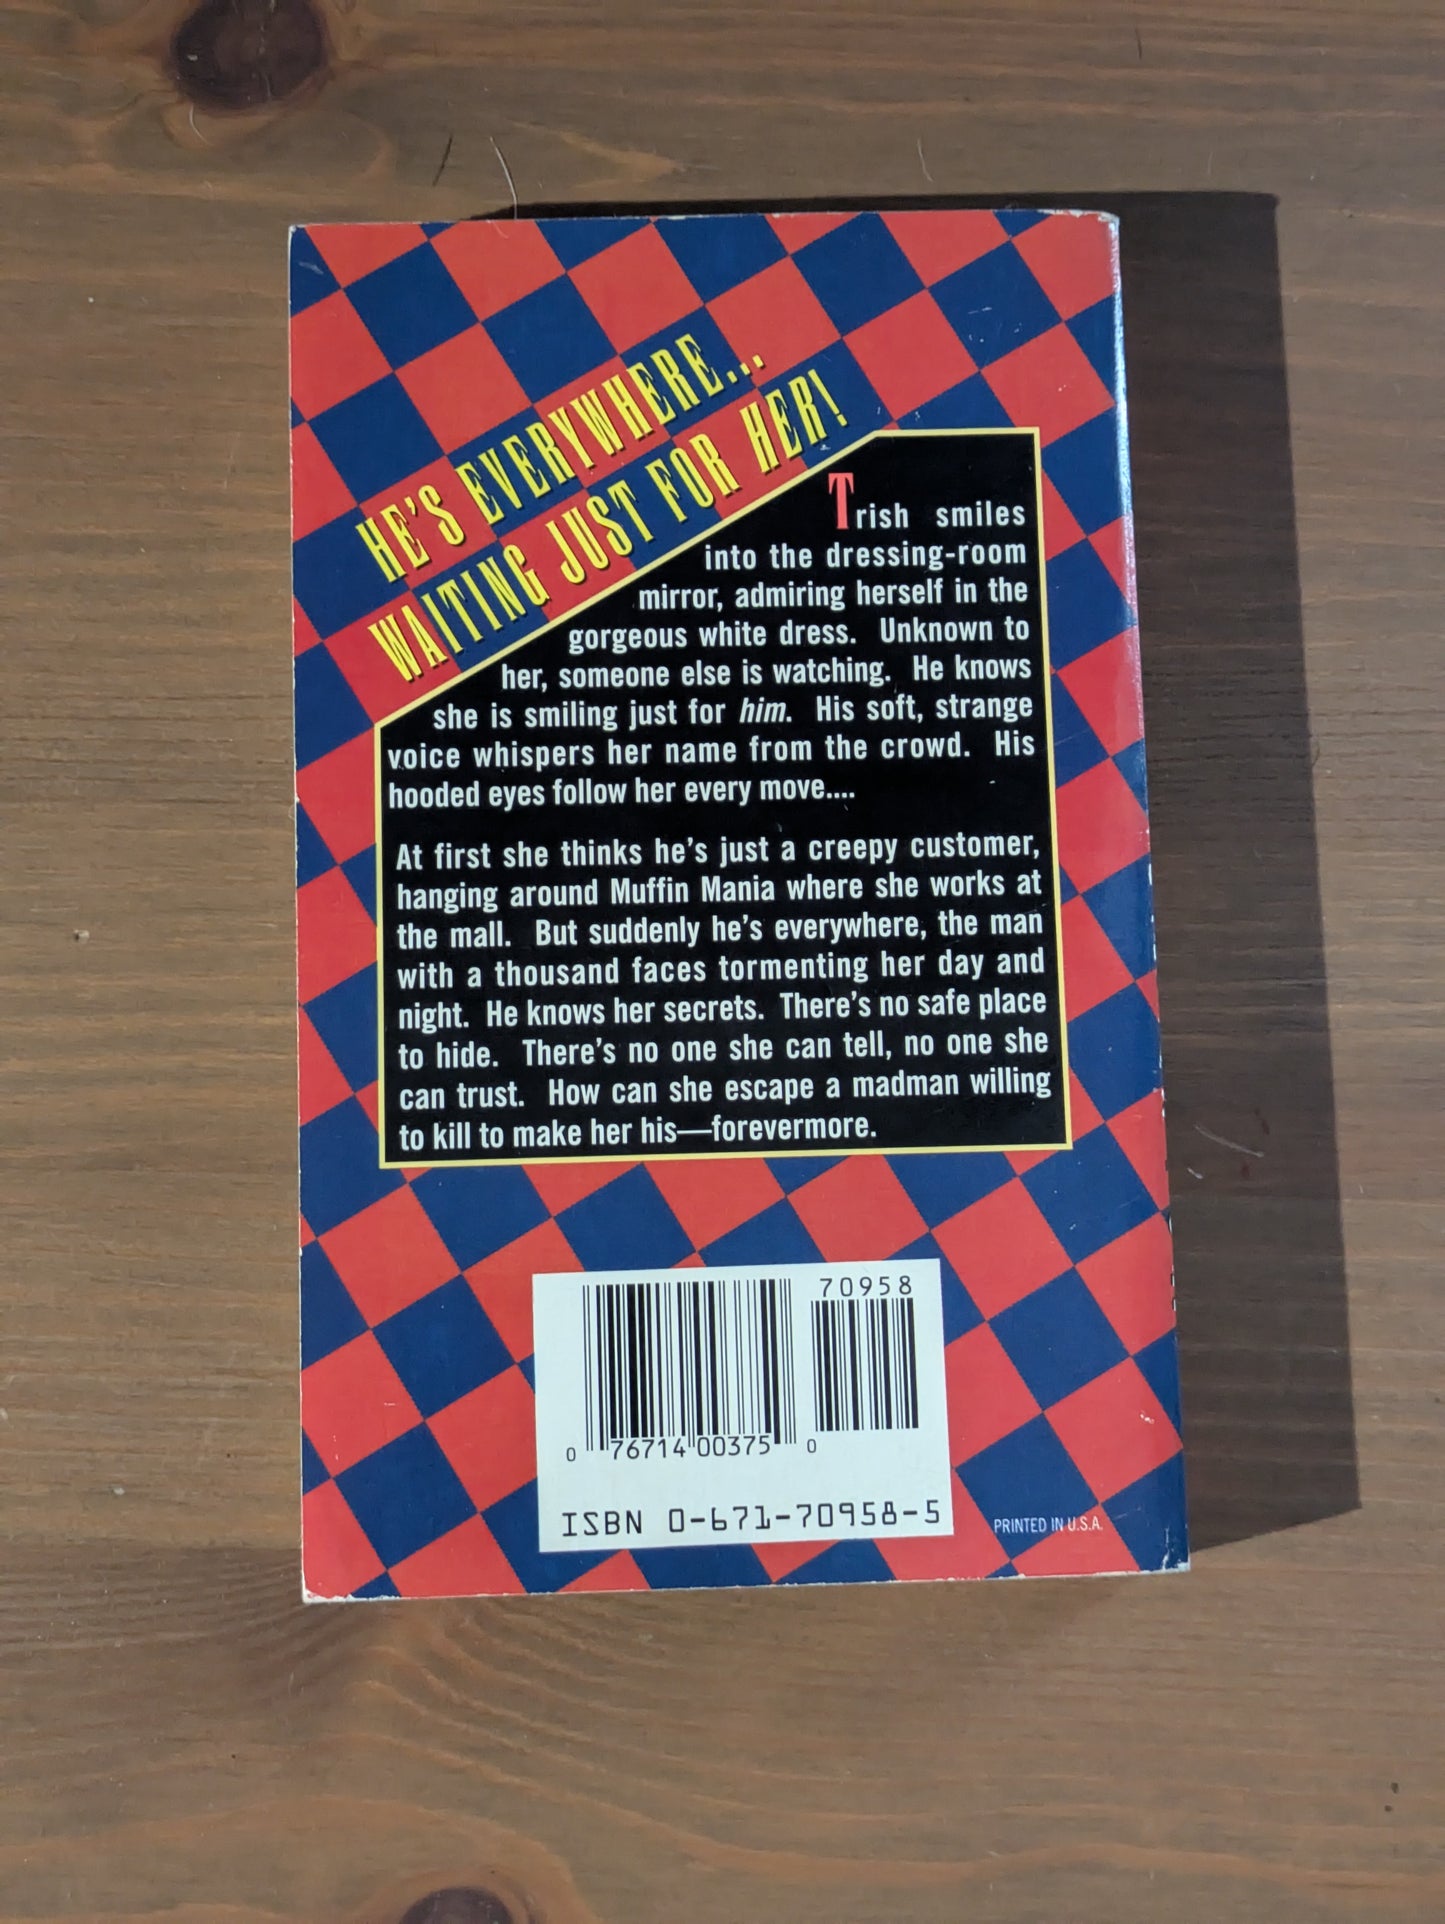 HE'S EVERYWHERE...
WAITING JUST FOR HER!
Trish smiles
into the dressing-room
mirror, admiring herself in the
gorgeous white dress. Unknown to
her, someone else is watching. He knows
she is smiling just for him. His soft, strange
voice whispers her name from the crowd. His
hooded eyes follow her every move....
At first she thinks he's just a creepy customer,
hanging around Muffin Mania where she works at
the mall. But suddenly he's everywhere, the man
with a thousand faces tormenting her day and
night. He knows her secrets. There's no safe place
to hide. There's no one she can tell, no one she
can trust. How can she escape a madman willing
to kill to make her his—forevermore.
70958
0 76714 00375 0
ISBN 0-671-70958-5
PRINTED IN U.S.A.